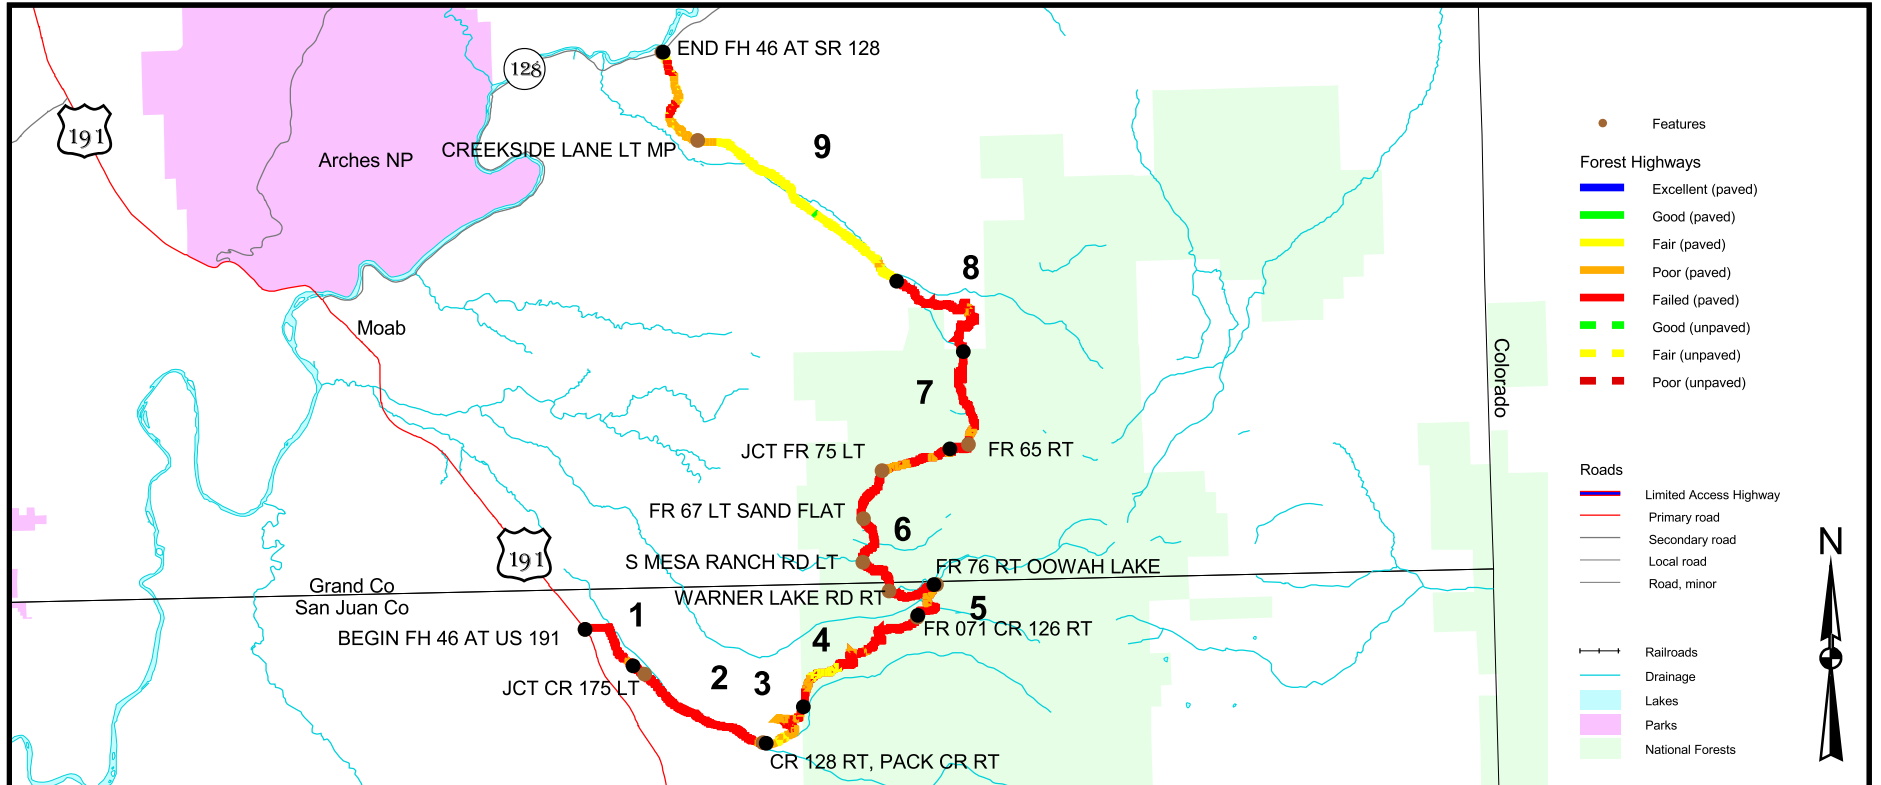 END FH 46 AT SR 128
128
191
CREEKSIDE LANE LT MP
9
Arches NP
8
Moab
7
JCT FR 75 LT
FR 65 RT
FR 67 LT SAND FLAT
6
191
S MESA RANCH RD LT
FR 76 RT OOWAH LAKE
Grand Co
San Juan Co
WARNER LAKE RD RT
5
1
BEGIN FH 46 AT US 191
FR 071 CR 126 RT
4
2
3
JCT CR 175 LT
CR 128 RT, PACK CR RT
Colorado
Features
Forest Highways
Excellent (paved)
Good (paved)
Fair (paved)
Poor (paved)
Failed (paved)
Good (unpaved)
Fair (unpaved)
Poor (unpaved)
Roads
Limited Access Highway
Primary road
Secondary road
Local road
Road, minor
Railroads
Drainage
Lakes
Parks
National Forests
N